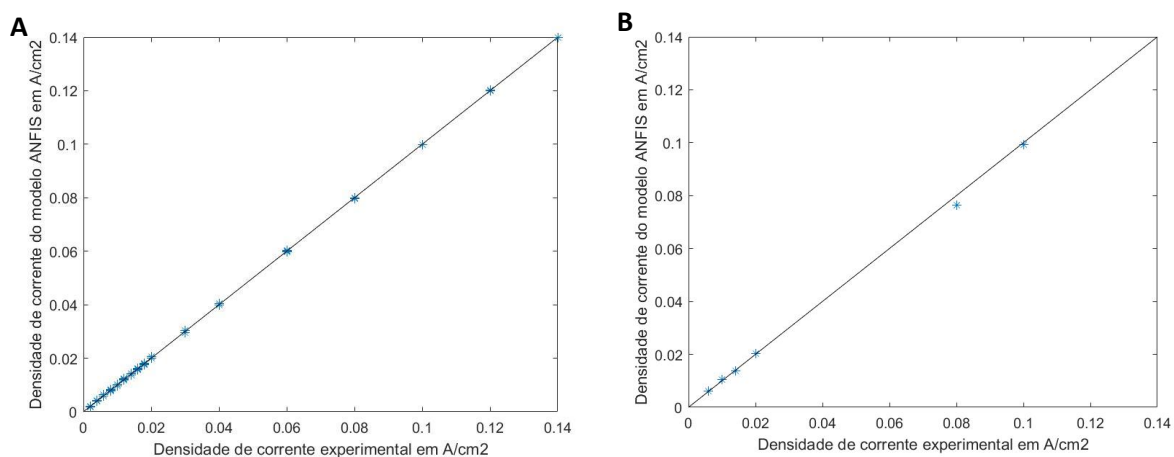 A
Densidade de corrente do modelo ANFIS em A/cm2
0.14
0.12
0.1
0.08
0.06
0.04
0.02
0
0 0.02 0.04 0.06 0.08 0.1 0.12 0.14
Densidade de corrente experimental em A/cm2
B
Densidade de corrente do modelo ANFIS em A/cm2
0.14
0.12
0.1
0.08
0.06
0.04
0.02
0
0 0.02 0.04 0.06 0.08 0.1 0.12 0.14
Densidade de corrente experimental em A/cm2